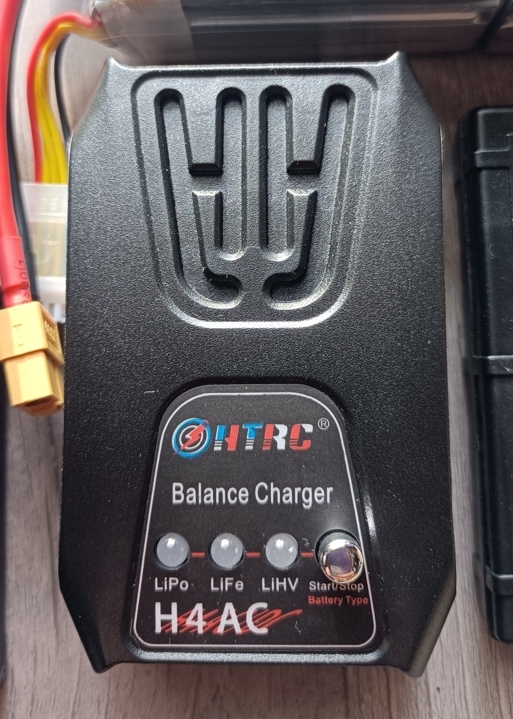 HTRC®
Balance Charger
LiPo LiFe LiHV Start/Stop
Battery Type
H4AC